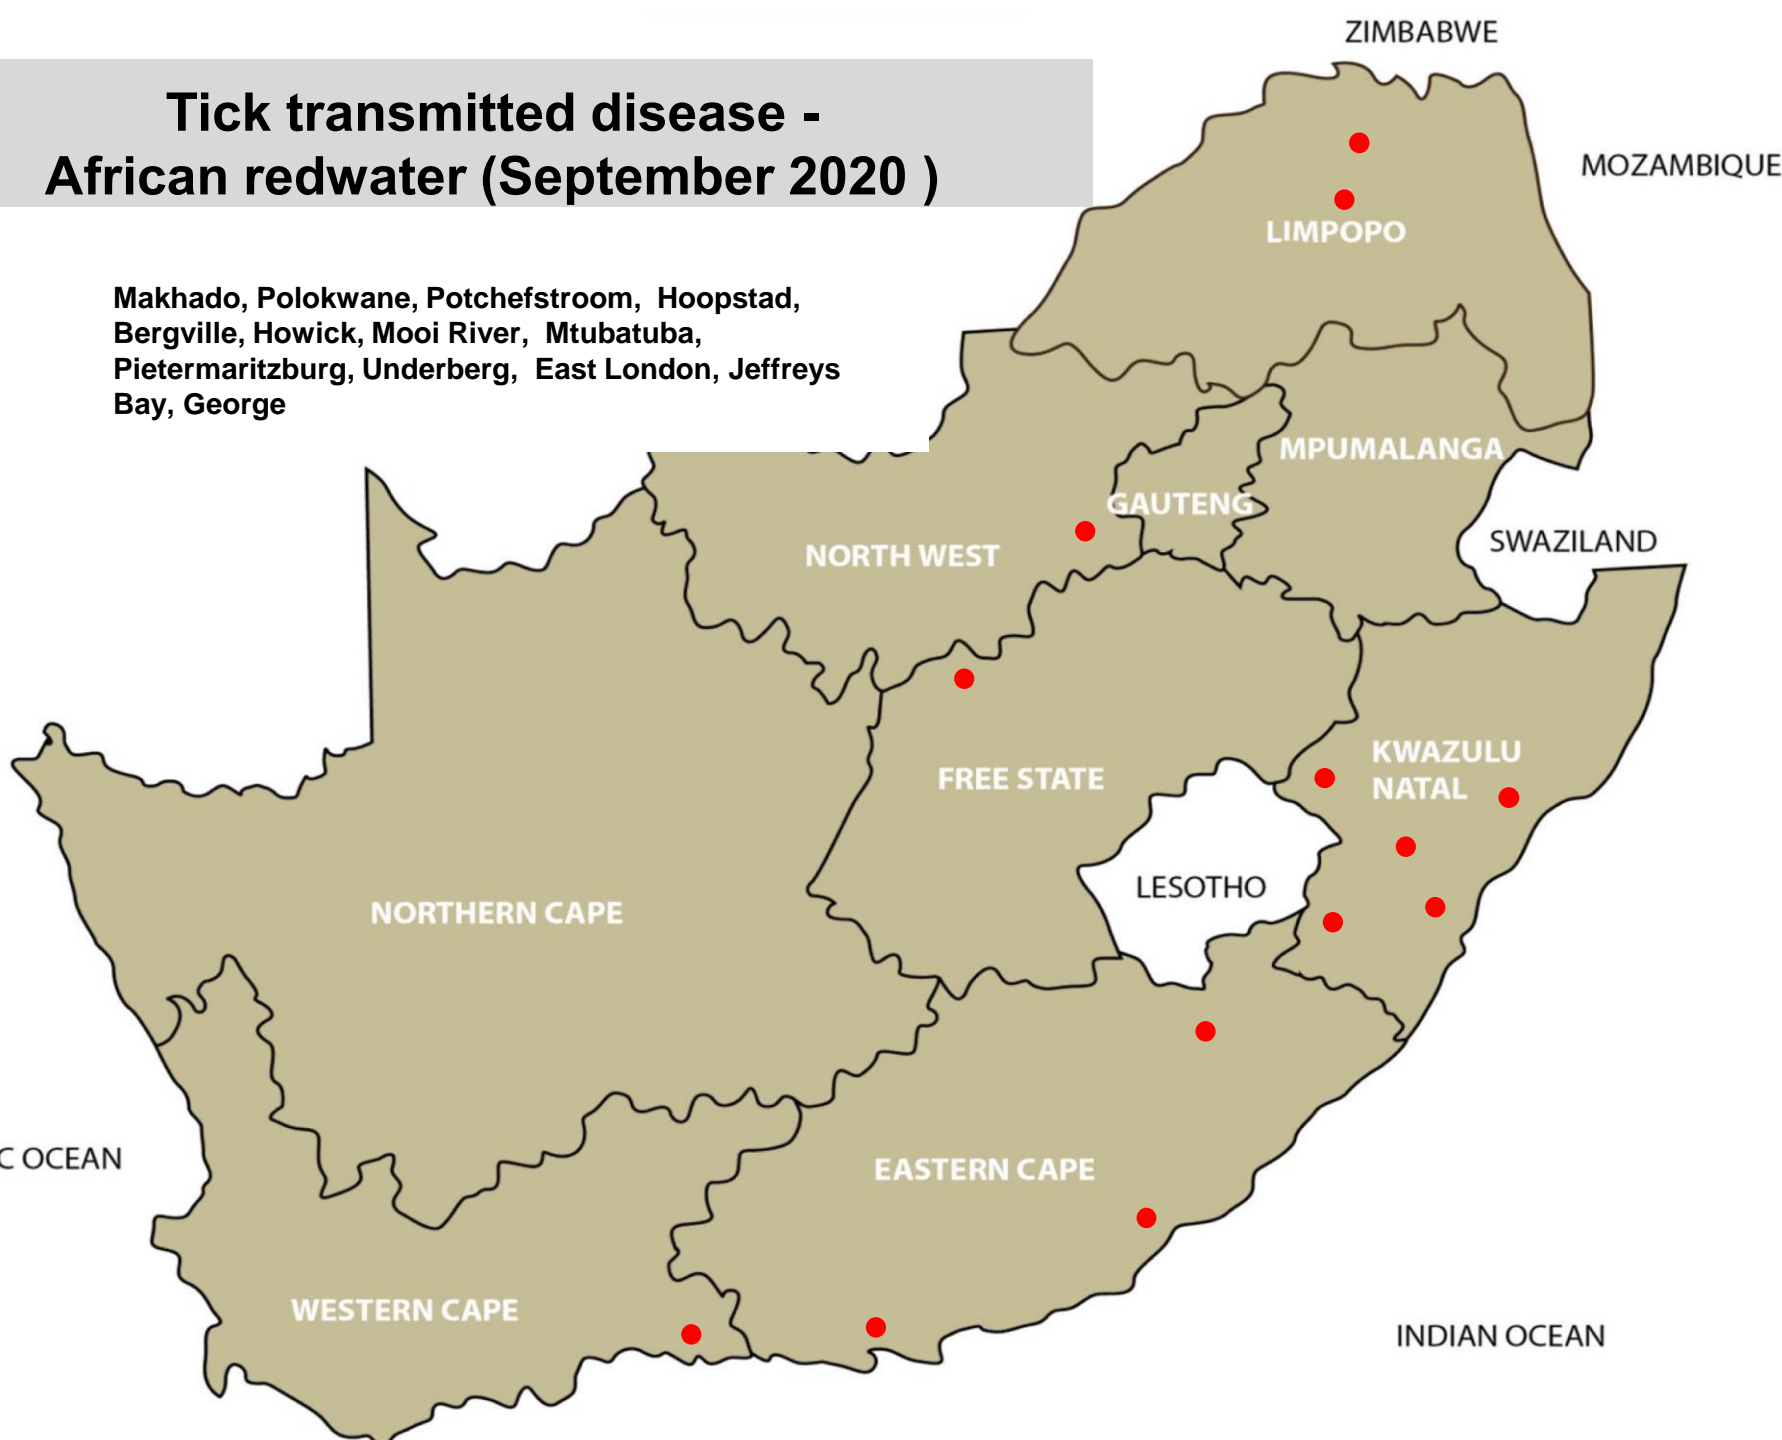 ZIMBABWE
Tick transmitted disease -
African redwater (September 2020 )
MOZAMBIQUE
LIMPOPO
Makhado, Polokwane, Potchefstroom, Hoopstad,
Bergville, Howick, Mooi River, Mtubatuba,
Pietermaritzburg, Underberg, East London, Jeffreys
Bay, George
MPUMALANGA
GAUTENG
SWAZILAND
NORTH WEST
KWAZULU
NATAL
FREE STATE
LESOTHO
NORTHERN CAPE
C OCEAN
EASTERN CAPE
WESTERN CAPE
INDIAN OCEAN